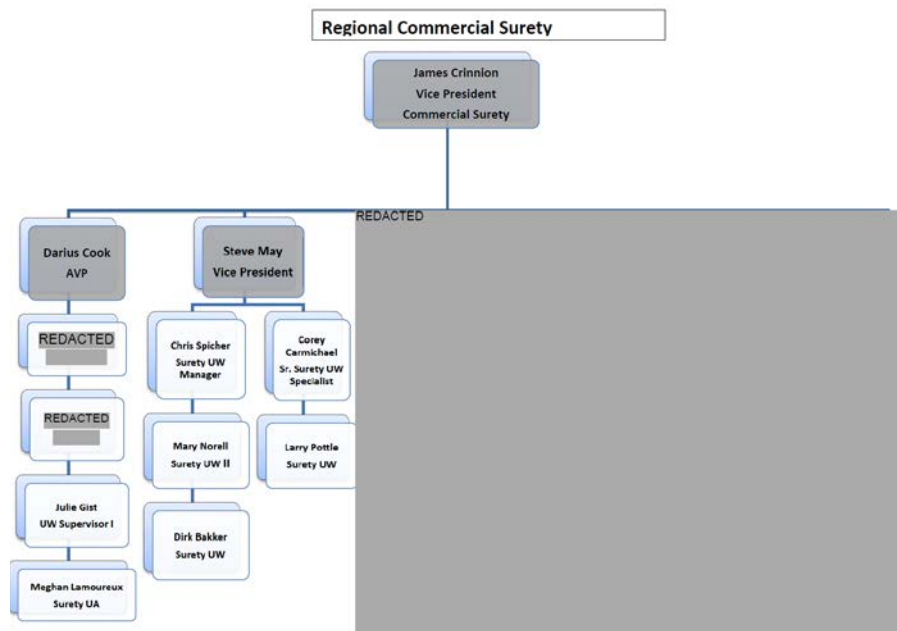 Regional Commercial Surety
James Crinnion
Vice President
Commercial Surety
REDACTED
Darius Cook
AVP
Steve May
Vice President
REDACTED
Chris Spicher
Surety UW
Manager
Corey
Carmichael
Sr. Surety UW
Specialist
REDACTED
Mary Norell
Surety UW II
Larry Pottle
Surety UW
Julie Gist
UW Supervisor I
Dirk Bakker
Surety UW
Meghan Lamoureux
Surety UA